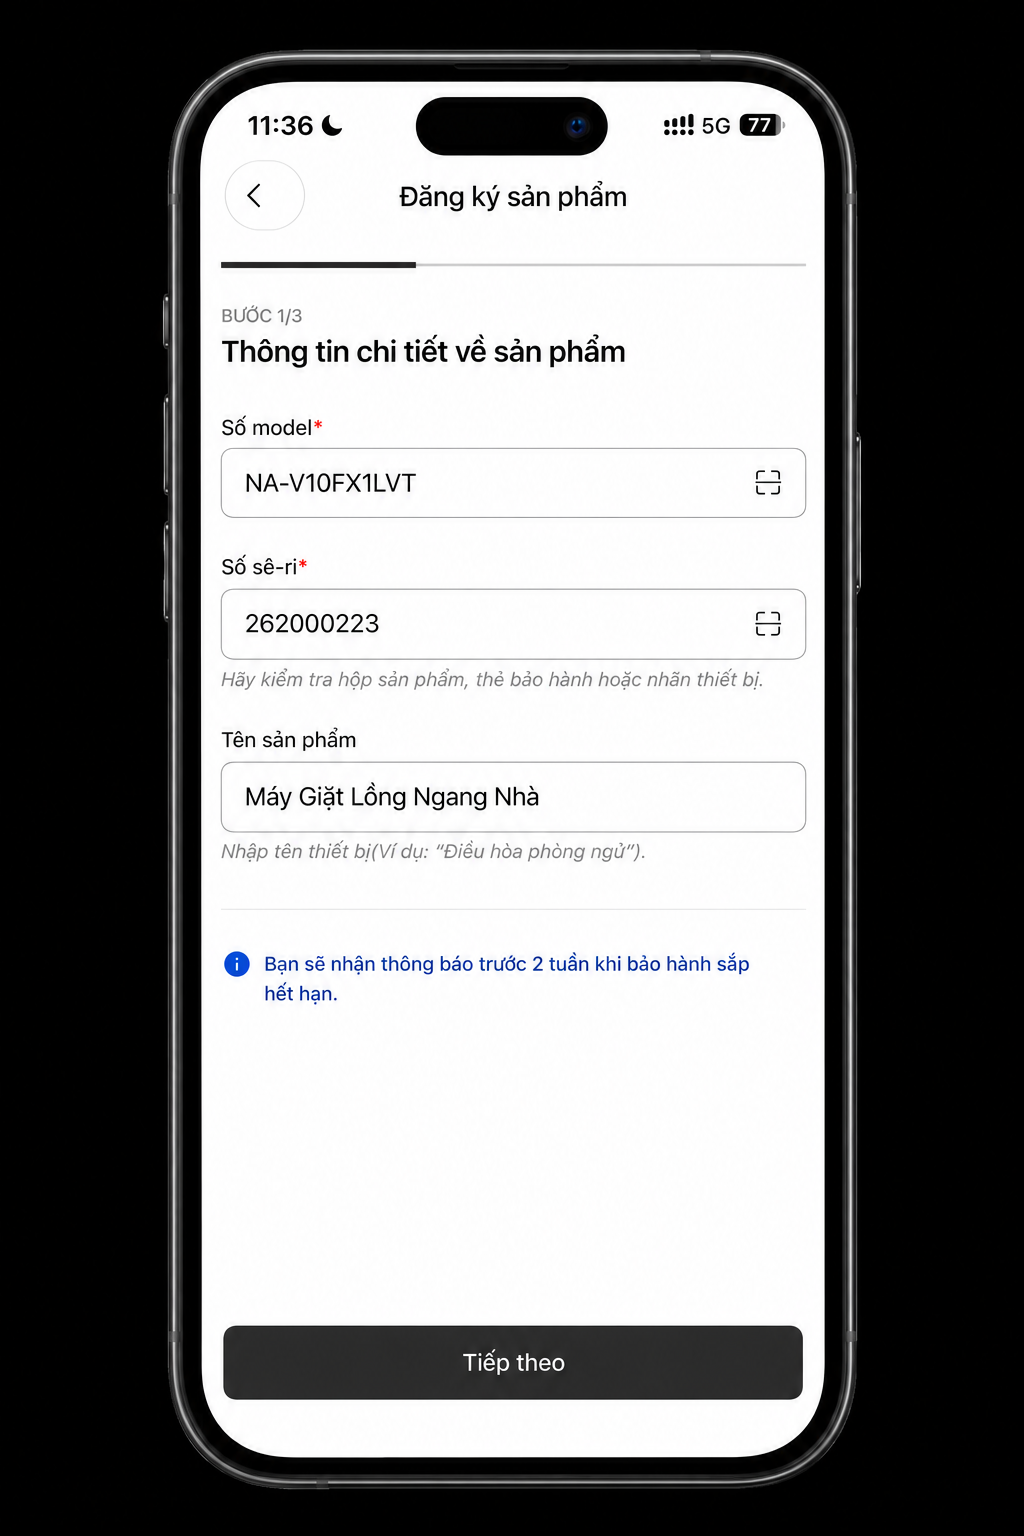 11:36
5G
77
Đăng ký sản phẩm
BƯỚC 1/3
Thông tin chi tiết về sản phẩm
Số model*
NA-V10FX1LVT
Số sê-ri*
262000223
Hãy kiểm tra hộp sản phẩm, thẻ bảo hành hoặc nhãn thiết bị.
Tên sản phẩm
Máy Giặt Lồng Ngang Nhà
Nhập tên thiết bị(Ví dụ: “Điều hòa phòng ngủ”).
Bạn sẽ nhận thông báo trước 2 tuần khi bảo hành sắp
hết hạn.
Tiếp theo